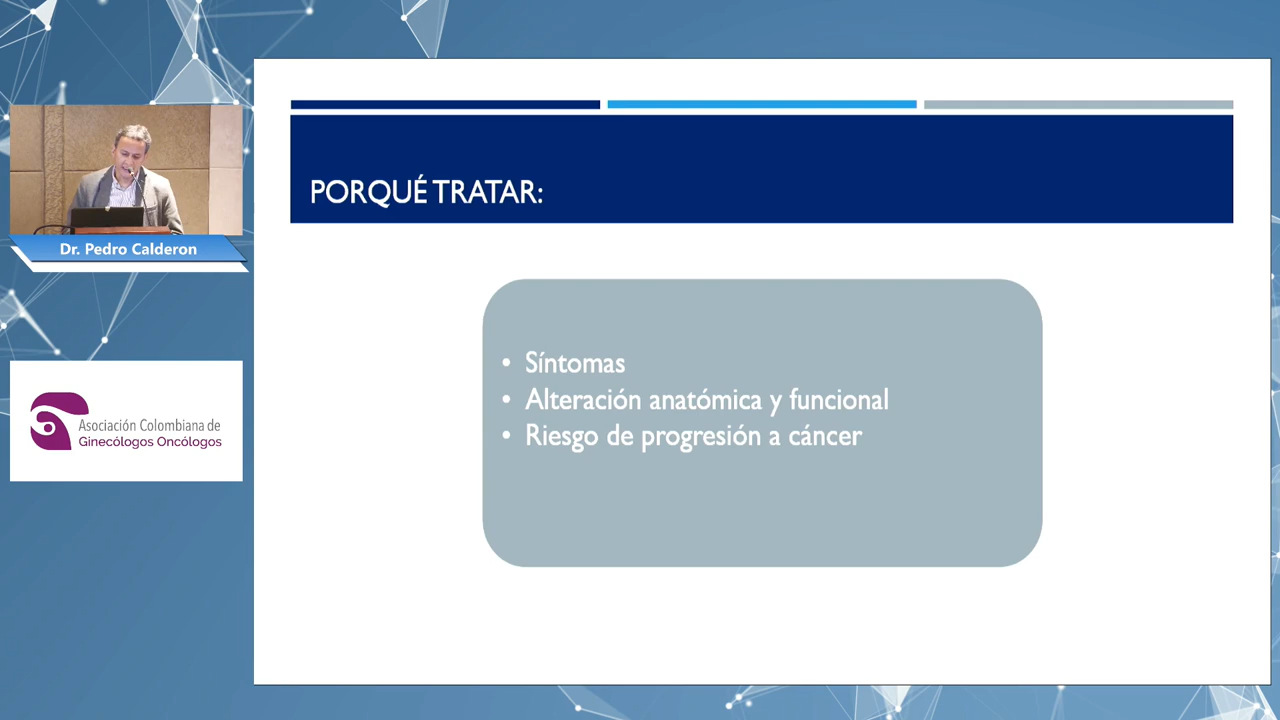 Dr. Pedro Calderon
Asociación Colombiana de
Ginecólogos Oncólogos
PORQUÉ TRATAR:
• Síntomas
• Alteración anatómica y funcional
• Riesgo de progresión a cáncer